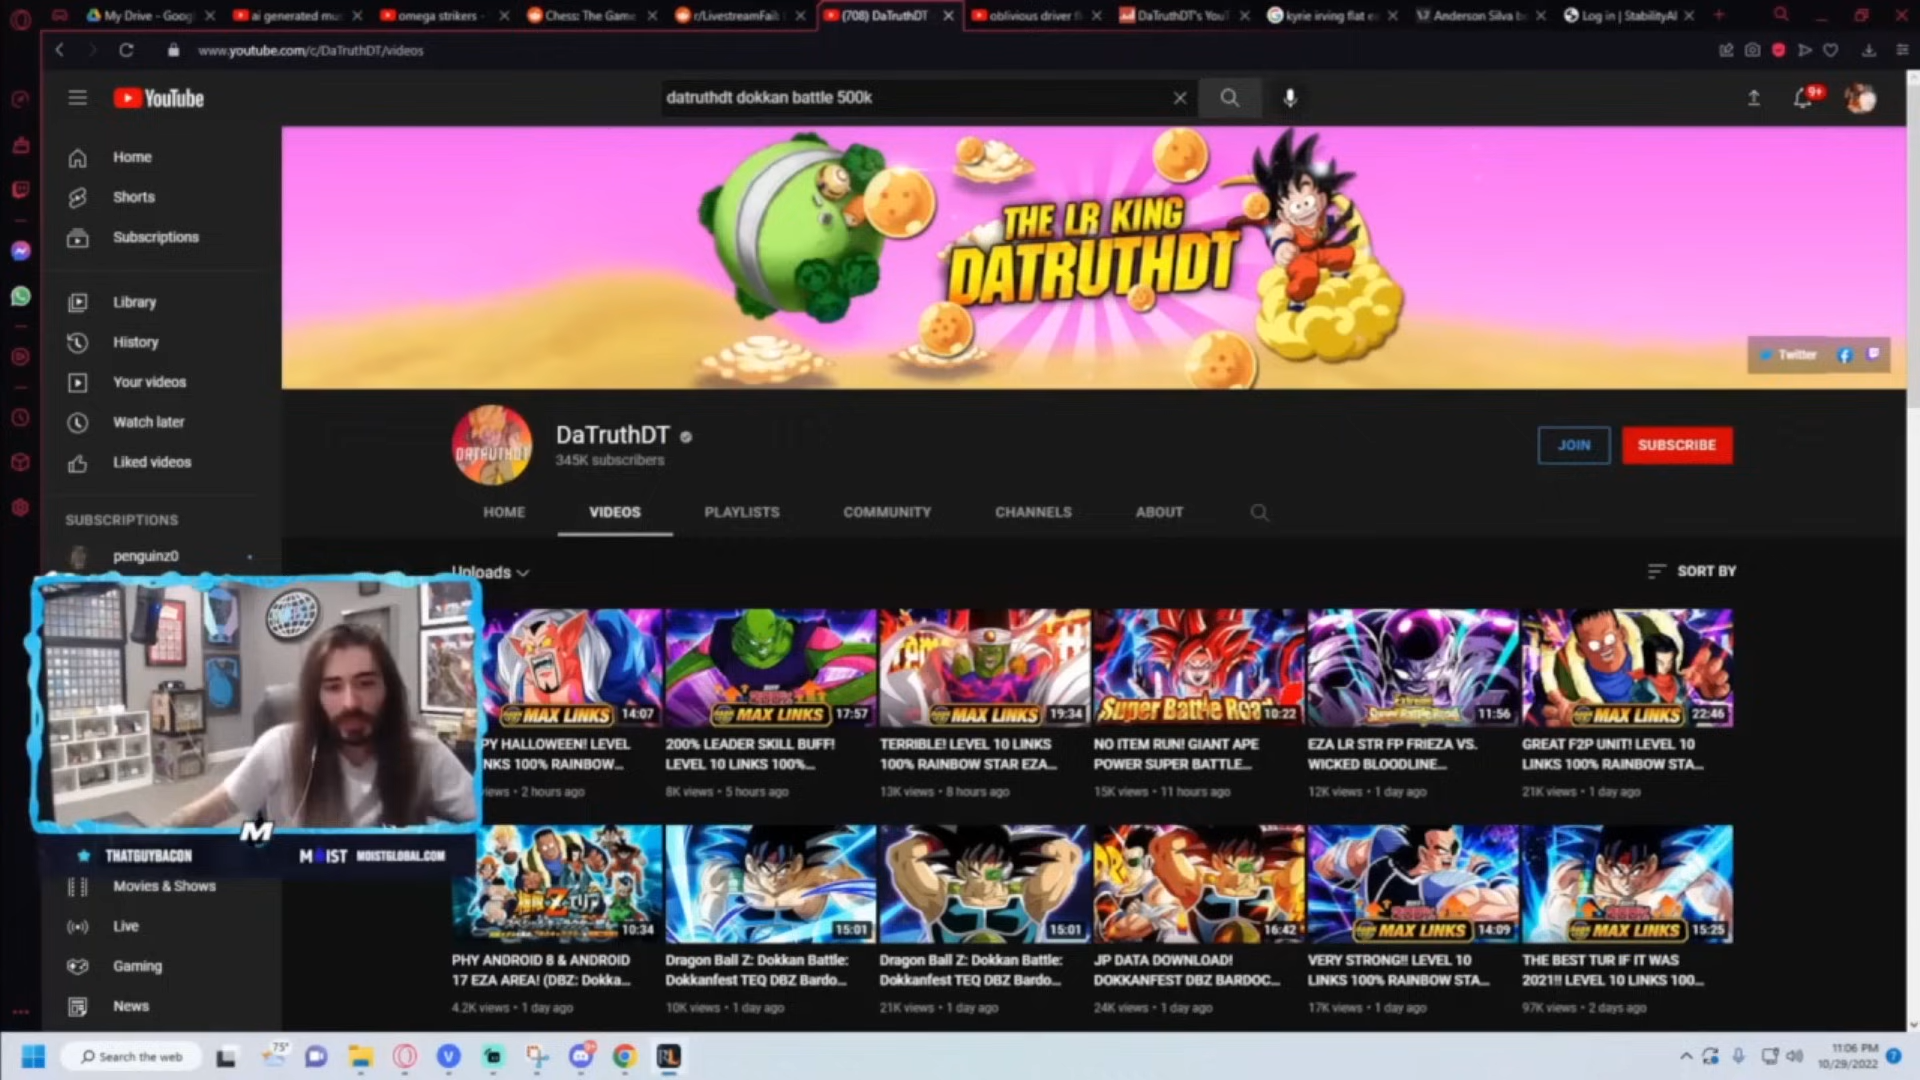 My Drive - Goog
ai generated mu
omega strikers -
Chess: The Game
r/LivestreamFail
(708) DaTruthDT
oblivious driver f
DaTruthDT's YouT
kyrie irving flat e
Anderson Silva b
Log in | StabilityAI
www.youtube.com/c/DaTruthDT/videos
YouTube
datruthdt dokkan battle 500k
9+
Home
Shorts
Subscriptions
Library
History
Your videos
Watch later
Liked videos
SUBSCRIPTIONS
penguinz0
THE LR KING
DATRUTHDT
Twitter
DATRUTHDT
DaTruthDT
345K subscribers
JOIN
SUBSCRIBE
HOME
VIDEOS
PLAYLISTS
COMMUNITY
CHANNELS
ABOUT
Uploads
SORT BY
MAX LINKS 14:07
MAX LINKS 17:57
MAX LINKS 19:34
Super Battle Road 10:22
11:56
MAX LINKS 22:46
PY HALLOWEEN! LEVEL
NKS 100% RAINBOW...
iews • 2 hours ago
200% LEADER SKILL BUFF!
LEVEL 10 LINKS 100%...
8K views • 5 hours ago
TERRIBLE! LEVEL 10 LINKS
100% RAINBOW STAR EZA...
13K views • 8 hours ago
NO ITEM RUN! GIANT APE
POWER SUPER BATTLE...
15K views • 11 hours ago
EZA LR STR FP FRIEZA VS.
WICKED BLOODLINE...
12K views • 1 day ago
GREAT F2P UNIT! LEVEL 10
LINKS 100% RAINBOW STA...
21K views • 1 day ago
M
THATGUYBACON
MOIST MOISTGLOBAL.COM
Movies & Shows
Live
Gaming
News
10:34
15:01
15:01
16:42
MAX LINKS 14:09
MAX LINKS 15:25
PHY ANDROID 8 & ANDROID
17 EZA AREA! (DBZ: Dokka...
4.2K views • 1 day ago
Dragon Ball Z: Dokkan Battle:
Dokkanfest TEQ DBZ Bardo...
10K views • 1 day ago
Dragon Ball Z: Dokkan Battle:
Dokkanfest TEQ DBZ Bardo...
21K views • 1 day ago
JP DATA DOWNLOAD!
DOKKANFEST DBZ BARDOC...
24K views • 1 day ago
VERY STRONG!! LEVEL 10
LINKS 100% RAINBOW STA...
17K views • 1 day ago
THE BEST TUR IF IT WAS
2021!! LEVEL 10 LINKS 100...
97K views • 2 days ago
Search the web
75°
11:06 PM
10/29/2022